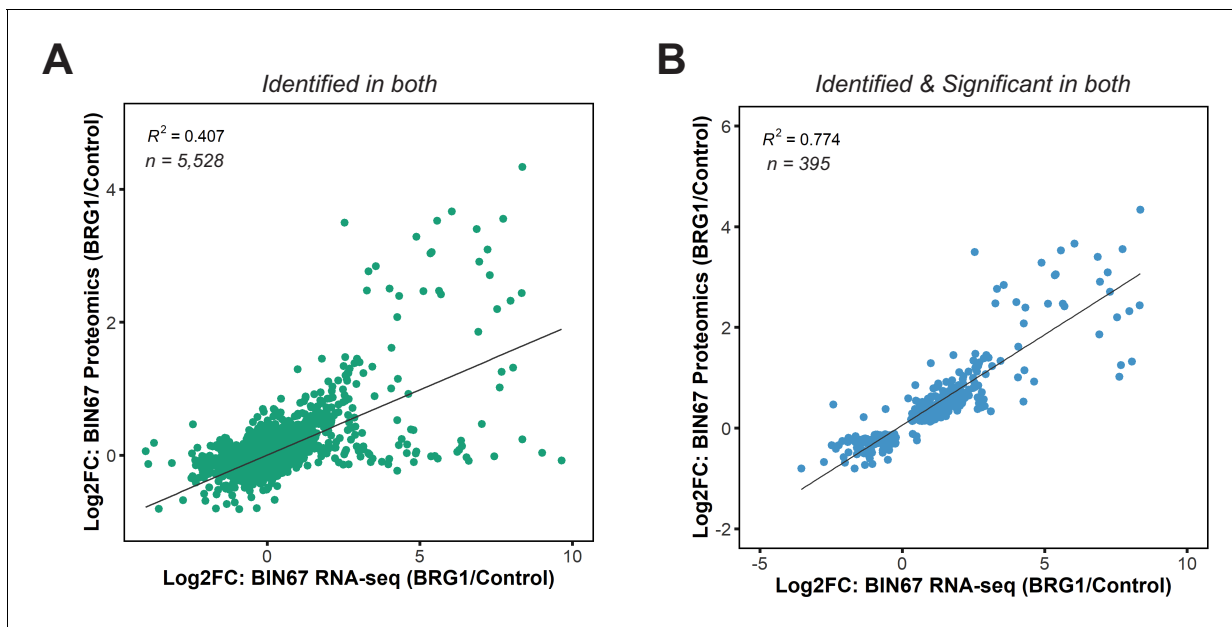 A
Identified in both
R² = 0.407
n = 5,528
Log2FC: BIN67 Proteomics (BRG1/Control)
4
2
0
0
5
10
Log2FC: BIN67 RNA-seq (BRG1/Control)
B
Identified & Significant in both
R² = 0.774
n = 395
Log2FC: BIN67 Proteomics (BRG1/Control)
6
4
2
0
-2
-5
0
5
10
Log2FC: BIN67 RNA-seq (BRG1/Control)